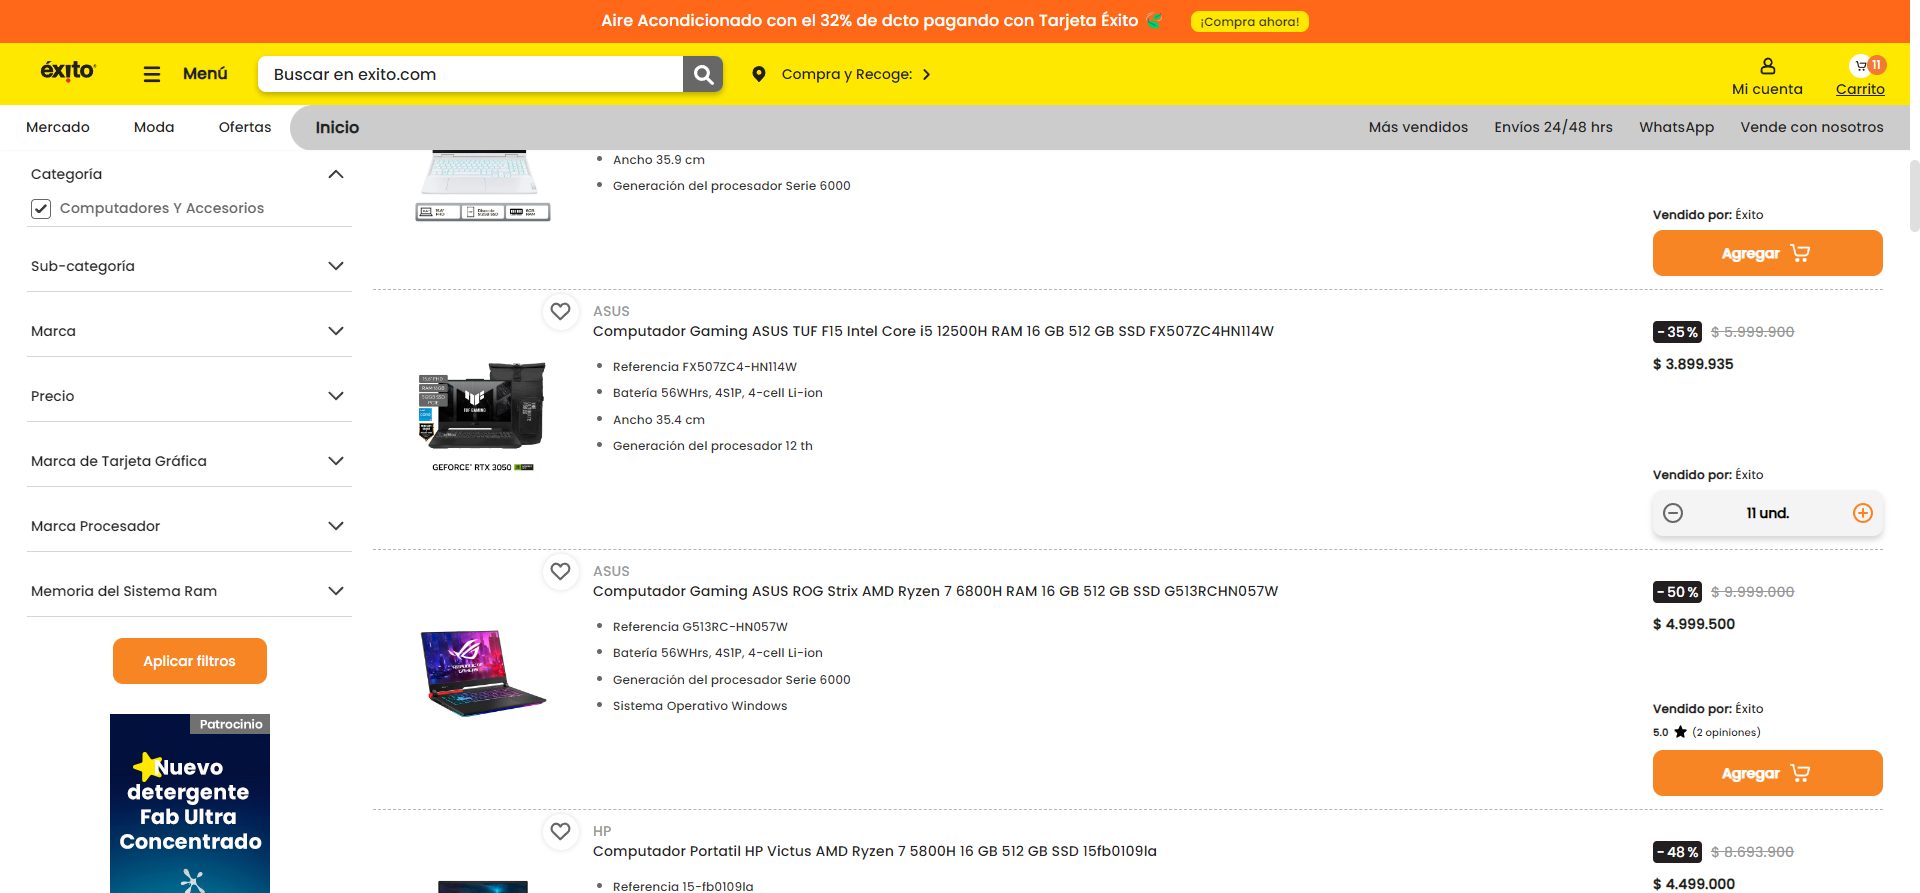 Aire Acondicionado con el 32% de dcto pagando con Tarjeta Éxito
¡Compra ahora!
éxito
Menú
Buscar en exito.com
Compra y Recoge:
Mi cuenta
11
Carrito
Mercado
Moda
Ofertas
Inicio
Más vendidos
Envíos 24/48 hrs
WhatsApp
Vende con nosotros
Categoría
Computadores Y Accesorios
Sub-categoría
Marca
Precio
Marca de Tarjeta Gráfica
Marca Procesador
Memoria del Sistema Ram
Aplicar filtros
Patrocinio
Nuevo
detergente
Fab Ultra
Concentrado
Ancho 35.9 cm
Generación del procesador Serie 6000
Vendido por: Éxito
Agregar
ASUS
Computador Gaming ASUS TUF F15 Intel Core i5 12500H RAM 16 GB 512 GB SSD FX507ZC4HN114W
Referencia FX507ZC4-HN114W
Batería 56WHrs, 4S1P, 4-cell Li-ion
Ancho 35.4 cm
Generación del procesador 12 th
TUF GAMING
GEFORCE® RTX 3050
-35%
$ 5.999.900
$ 3.899.935
Vendido por: Éxito
11 und.
ASUS
Computador Gaming ASUS ROG Strix AMD Ryzen 7 6800H RAM 16 GB 512 GB SSD G513RCHN057W
Referencia G513RC-HN057W
Batería 56WHrs, 4S1P, 4-cell Li-ion
Generación del procesador Serie 6000
Sistema Operativo Windows
-50%
$ 9.999.000
$ 4.999.500
Vendido por: Éxito
5.0 ★ (2 opiniones)
Agregar
HP
Computador Portatil HP Victus AMD Ryzen 7 5800H 16 GB 512 GB SSD 15fb0109la
Referencia 15-fb0109la
-48%
$ 8.693.900
$ 4.499.000